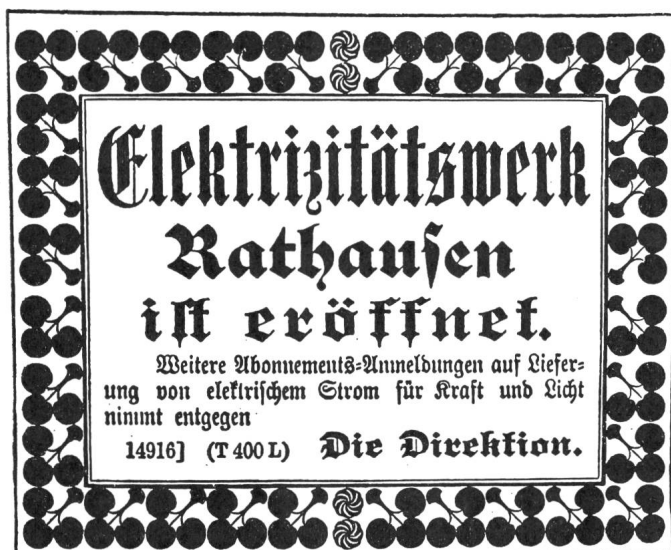 Elektrizitätswerk
Rathausen
ist eröffnet.
Weitere Abonnements-Anmeldungen auf Liefer-
ung von elektrischem Strom für Kraft und Licht
nimmt entgegen
14916] (T 400 L) Die Direktion.